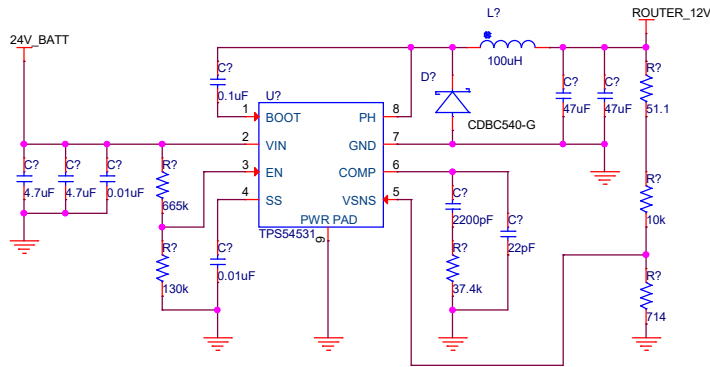 L?
ROUTER_12V
24V_BATT
100uH
C?
0.1uF
U?
D?
C?
47uF
C?
47uF
R?
51.1
1
BOOT
PH
8
CDBC540-G
2
VIN
GND
7
3
EN
COMP
6
4
SS
VSNS
5
C?
4.7uF
C?
4.7uF
C?
0.01uF
R?
665k
PWR PAD
TPS54531
9
C?
2200pF
C?
22pF
R?
10k
R?
130k
C?
0.01uF
R?
37.4k
R?
714